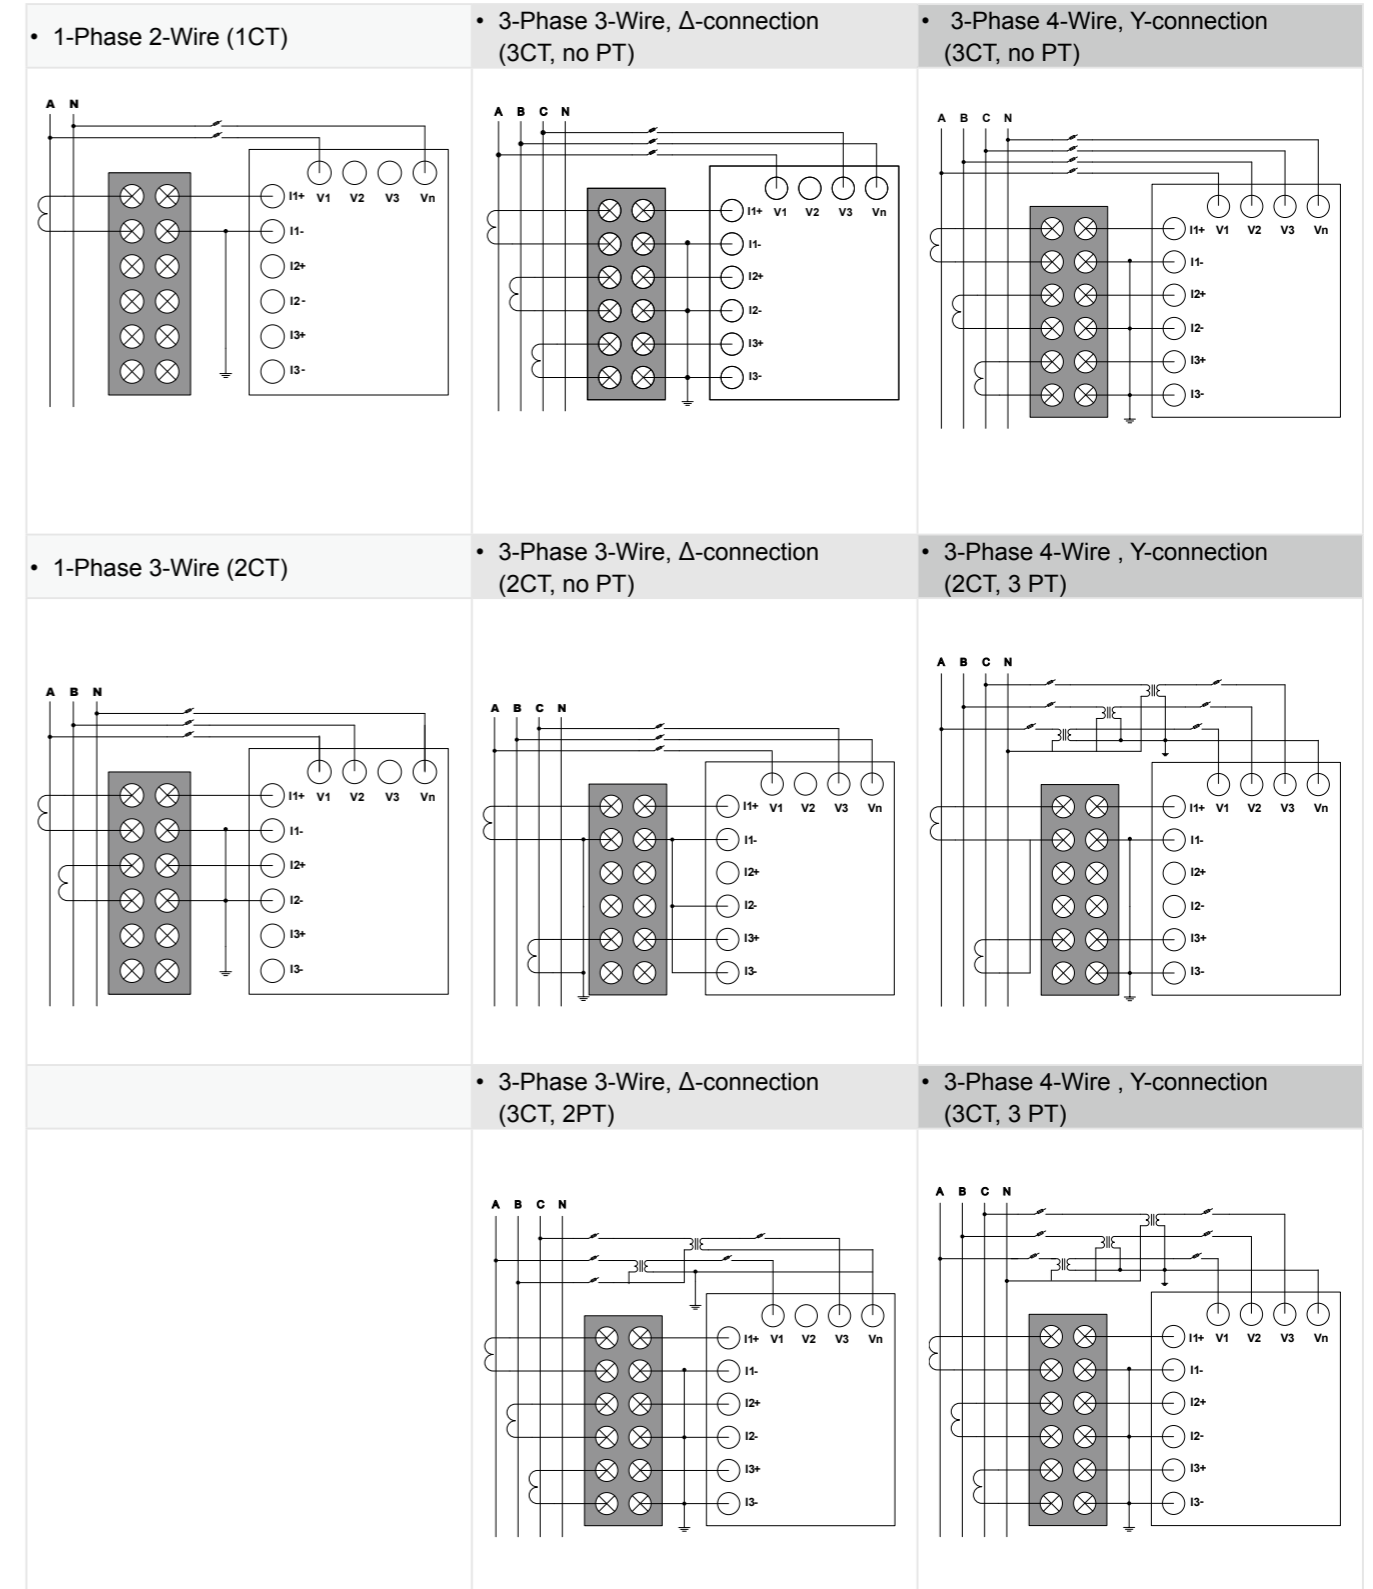 • 1-Phase 2-Wire (1CT)
• 3-Phase 3-Wire, Δ-connection
(3CT, no PT)
• 3-Phase 4-Wire, Y-connection
(3CT, no PT)
A N
I1+ V1 V2 V3 Vn
I1-
I2+
I2-
I3+
I3-
A B C N
I1+ V1 V2 V3 Vn
I1-
I2+
I2-
I3+
I3-
A B C N
I1+ V1 V2 V3 Vn
I1-
I2+
I2-
I3+
I3-
• 1-Phase 3-Wire (2CT)
• 3-Phase 3-Wire, Δ-connection
(2CT, no PT)
• 3-Phase 4-Wire , Y-connection
(2CT, 3 PT)
A B N
I1+ V1 V2 V3 Vn
I1-
I2+
I2-
I3+
I3-
A B C N
I1+ V1 V2 V3 Vn
I1-
I2+
I2-
I3+
I3-
A B C N
I1+ V1 V2 V3 Vn
I1-
I2+
I2-
I3+
I3-
• 3-Phase 3-Wire, Δ-connection
(3CT, 2PT)
• 3-Phase 4-Wire , Y-connection
(3CT, 3 PT)
A B C N
I1+ V1 V2 V3 Vn
I1-
I2+
I2-
I3+
I3-
A B C N
I1+ V1 V2 V3 Vn
I1-
I2+
I2-
I3+
I3-